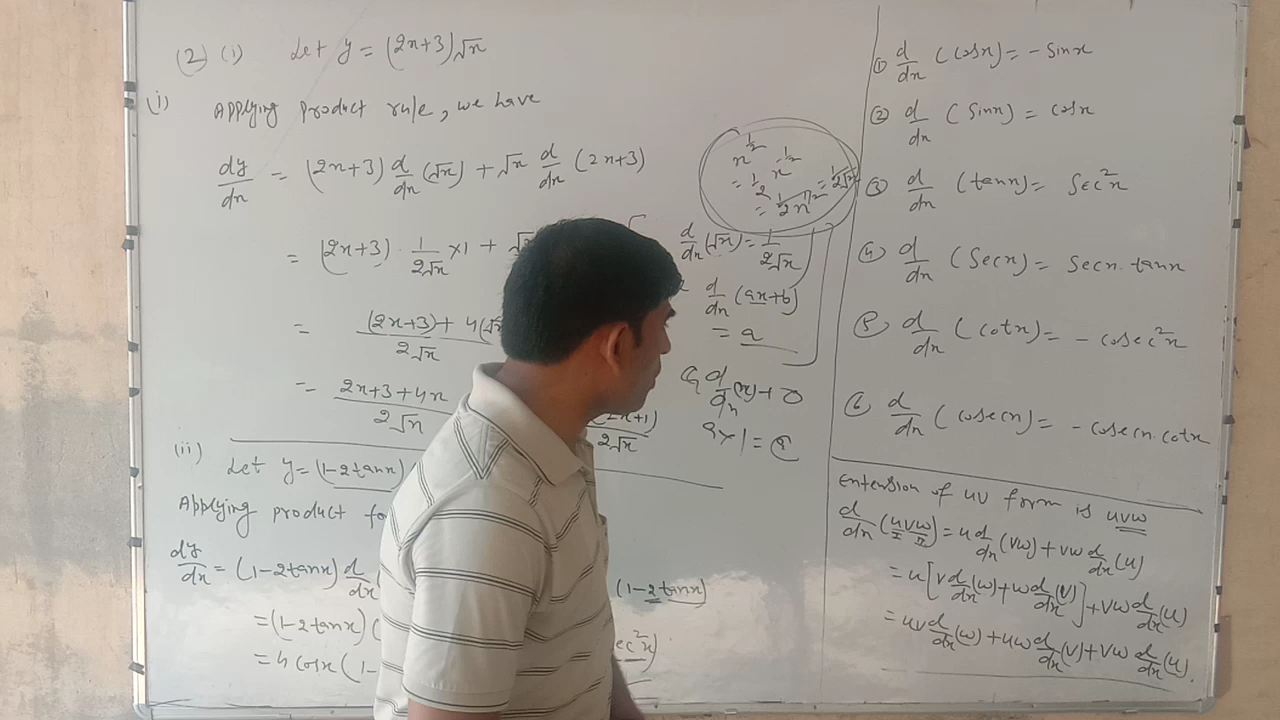 (2) (i) Let y = (2x+3)√x
(i) Applying product rule, we have
dy/dx = (2x+3) d/dx (√x) + √x d/dx (2x+3)
= (2x+3) · 1/2√x ×1 +
= (2x+3) + 4(√x / 2√x
= 2x+3+4x / 2√x
2√x
(ii) Let y = (1-2tanx)
Applying product fo
dy/dx = (1-2tanx) d/dx (1-2tanx)
= (1-2tanx) ( ec²x)
= 4 cosx (1-
x^1/2
= 1/2 x^-1/2
= 1/2x^1/2 = 1/2√x
d/dx (√x) = 1/2√x
d/dx (ax+b)
= a
a d/dx (x) + 0
a×1 = a
① d/dx (cosx) = -sinx
② d/dx (sinx) = cosx
③ d/dx (tanx) = sec²x
④ d/dx (secx) = secx·tanx
⑤ d/dx (cotx) = -cosec²x
⑥ d/dx (cosecx) = -cosecx·cotx
Extension of uv form is uvw
d/dx (uvw) = u d/dx (vw) + vw d/dx (u)
= u[v d/dx (w) + w d/dx (v)] + vw d/dx (u)
= uv d/dx (w) + uw d/dx (v) + vw d/dx (u).